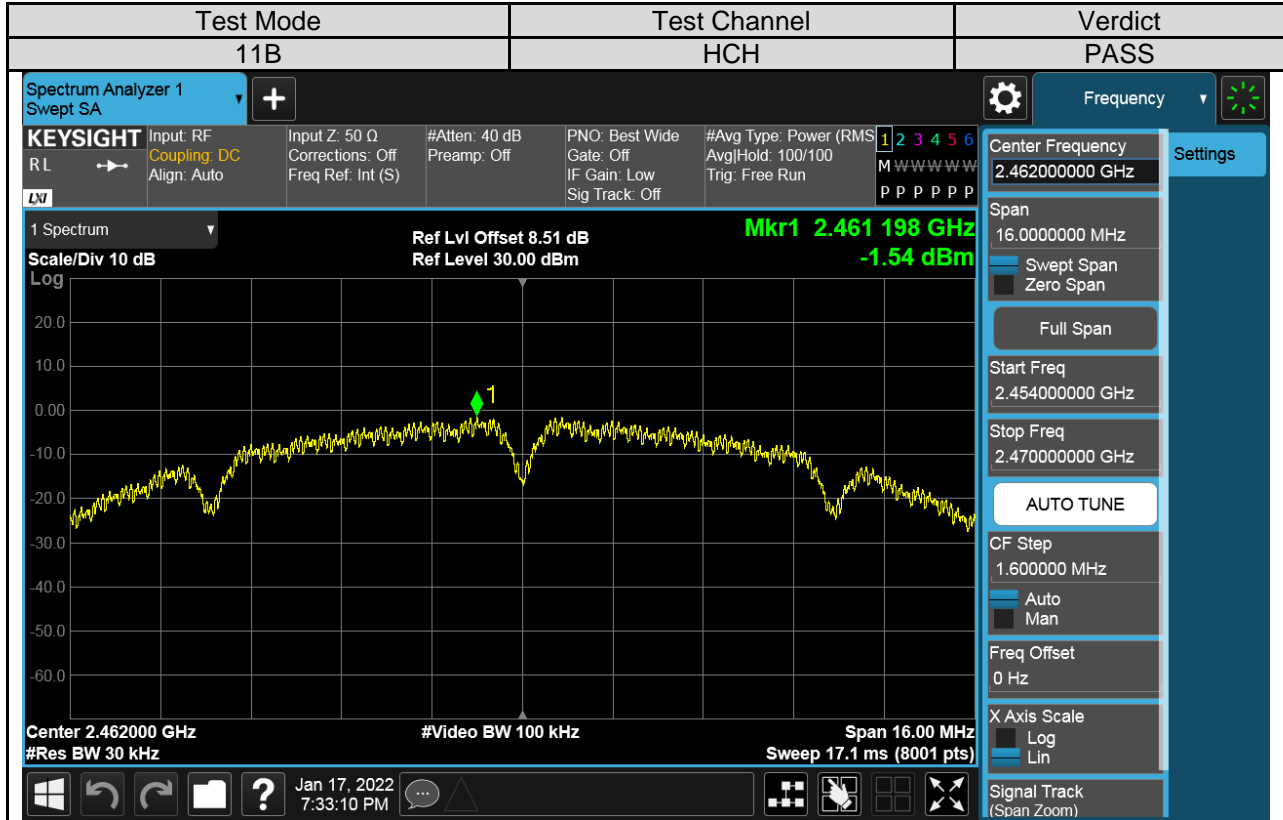 Test Mode Test Channel Verdict
11B HCH PASS
Spectrum Analyzer 1
Swept SA
+
Frequency
KEYSIGHT Input: RF Input Z: 50 Ω #Atten: 40 dB PNO: Best Wide #Avg Type: Power (RMS 1 2 3 4 5 6
R L Coupling: DC Corrections: Off Preamp: Off Gate: Off Avg|Hold: 100/100 M W W W W W
Align: Auto Freq Ref: Int (S) IF Gain: Low Trig: Free Run
LXI Sig Track: Off P P P P P P
1 Spectrum
Ref Lvl Offset 8.51 dB Mkr1 2.461 198 GHz
Scale/Div 10 dB Ref Level 30.00 dBm -1.54 dBm
Log
20.0
10.0
1
0.00
-10.0
-20.0
-30.0
-40.0
-50.0
-60.0
Center 2.462000 GHz #Video BW 100 kHz Span 16.00 MHz
#Res BW 30 kHz Sweep 17.1 ms (8001 pts)
Center Frequency
2.462000000 GHz
Settings
Span
16.0000000 MHz
Swept Span
Zero Span
Full Span
Start Freq
2.454000000 GHz
Stop Freq
2.470000000 GHz
AUTO TUNE
CF Step
1.600000 MHz
Auto
Man
Freq Offset
0 Hz
X Axis Scale
Log
Lin
Signal Track
(Span Zoom)
? Jan 17, 2022
7:33:10 PM